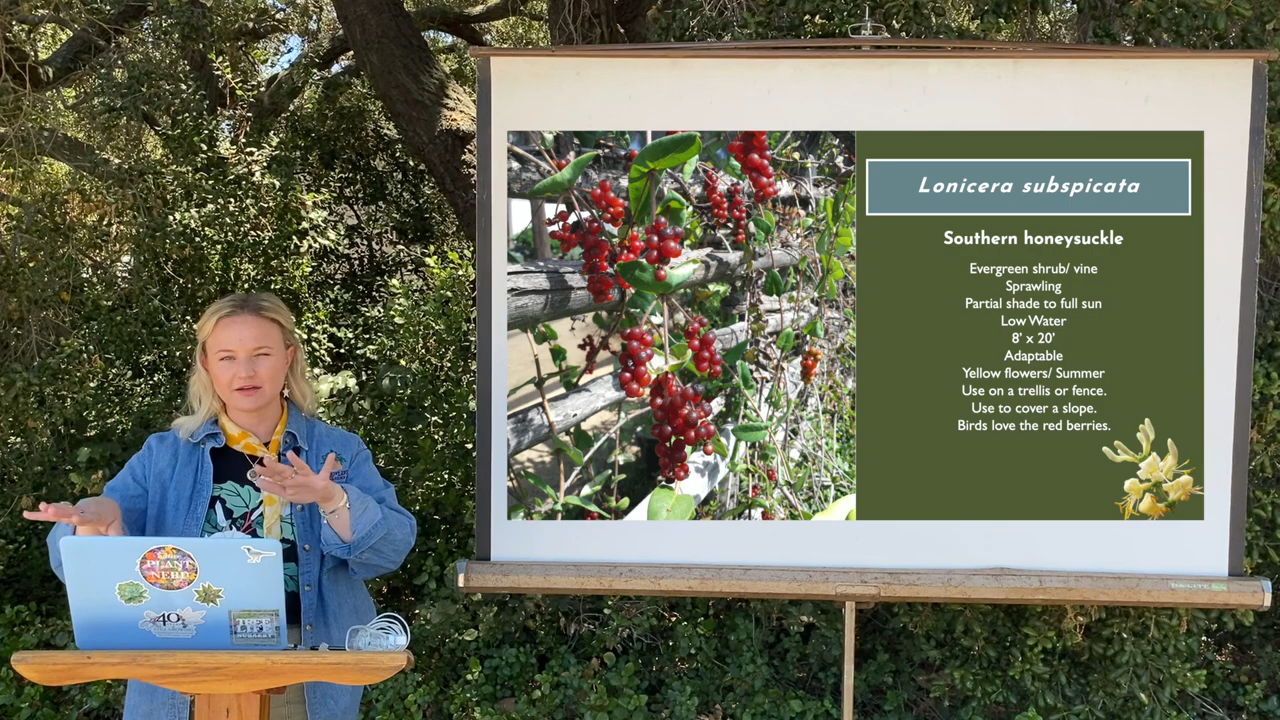 Lonicera subspicata
Southern honeysuckle
Evergreen shrub/ vine
Sprawling
Partial shade to full sun
Low Water
8' x 20'
Adaptable
Yellow flowers/ Summer
Use on a trellis or fence.
Use to cover a slope.
Birds love the red berries.
PLANT
NERD
40
TREE
OF LIFE
NURSERY
DA-LITE